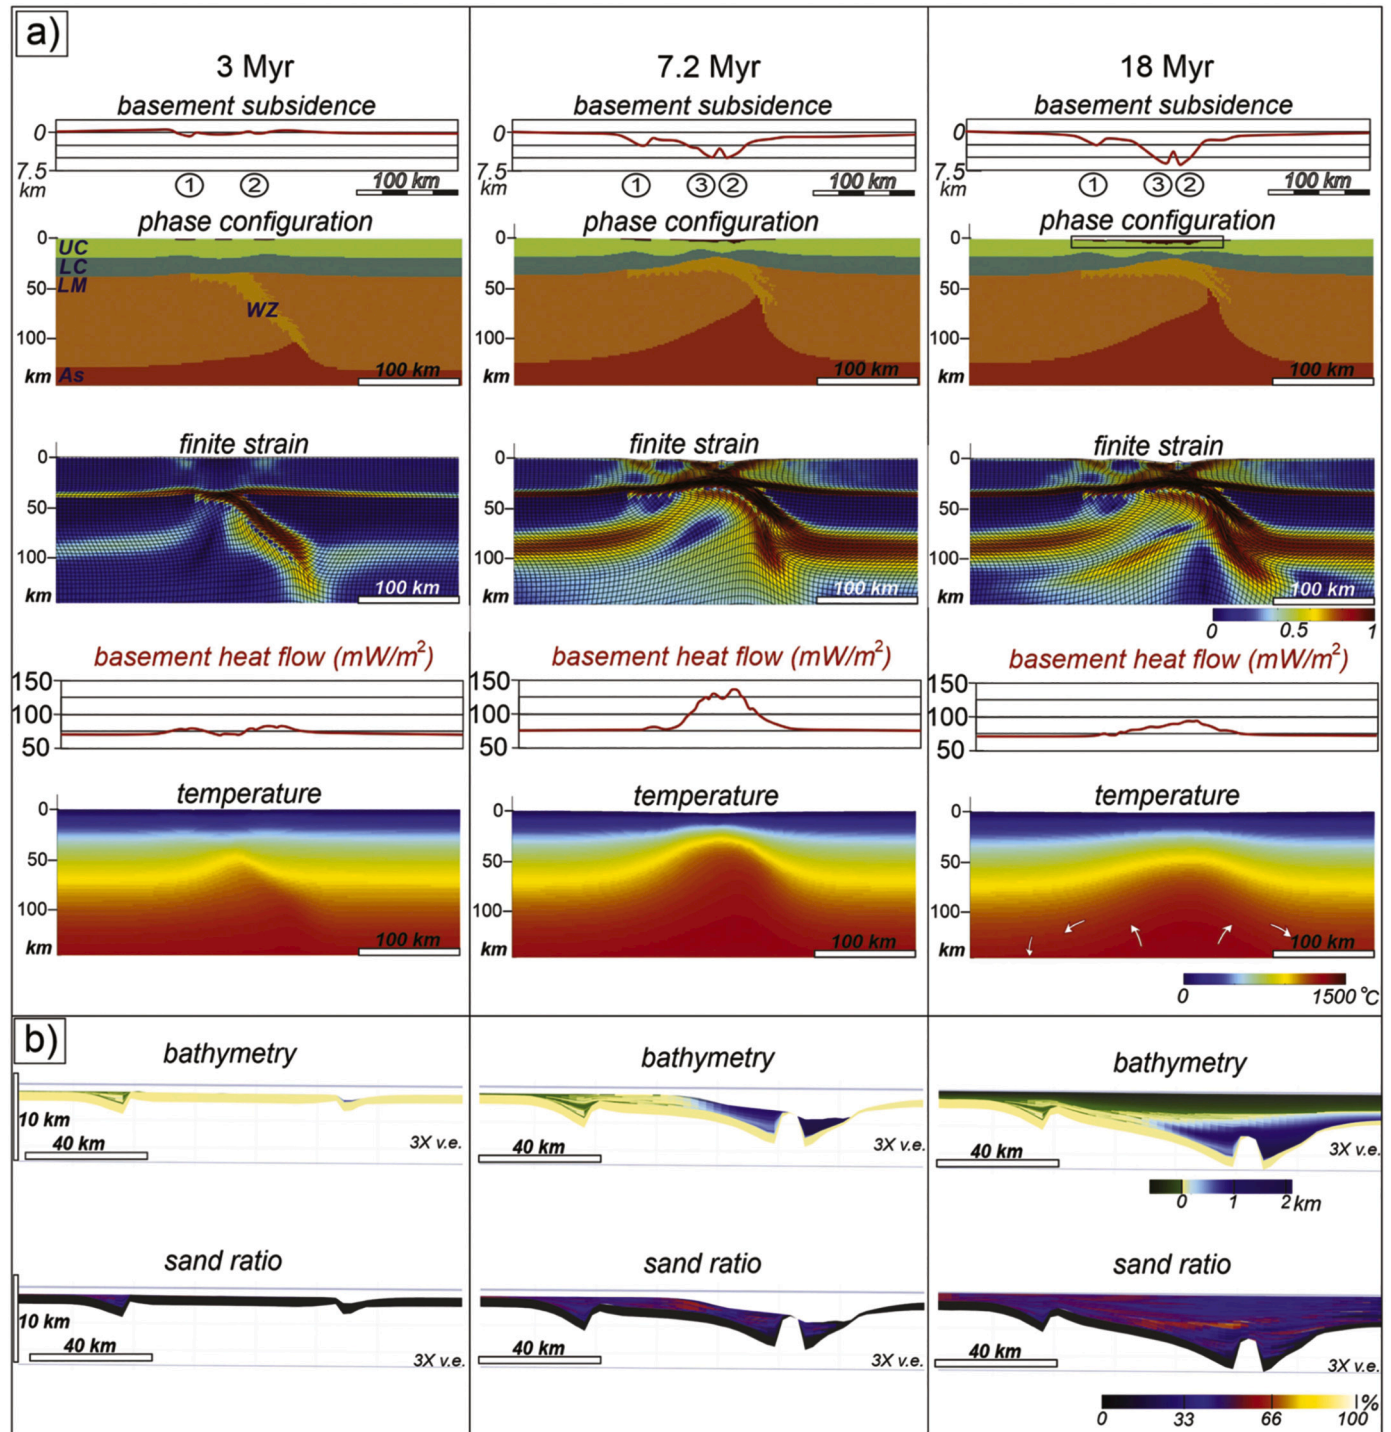 a)
3 Myr
7.2 Myr
18 Myr
basement subsidence
basement subsidence
basement subsidence
0
7.5
km
1
2
100 km
0
7.5
km
1
3
2
100 km
0
7.5
km
1
3
2
100 km
phase configuration
phase configuration
phase configuration
0
UC
LC
LM
50
WZ
100
km
As
100 km
0
50
100
km
100 km
0
50
100
km
100 km
finite strain
finite strain
finite strain
0
50
100
km
100 km
0
50
100
km
100 km
0
50
100
km
100 km
0 0.5 1
basement heat flow (mW/m²)
basement heat flow (mW/m²)
basement heat flow (mW/m²)
150
100
50
150
100
50
150
100
50
temperature
temperature
temperature
0
50
100
km
100 km
0
50
100
km
100 km
0
50
100
km
100 km
0 1500 °C
b)
bathymetry
bathymetry
bathymetry
10 km
40 km
3X v.e.
40 km
3X v.e.
40 km
3X v.e.
0 1 2 km
sand ratio
sand ratio
sand ratio
10 km
40 km
3X v.e.
40 km
3X v.e.
40 km
3X v.e.
0 33 66 100 %